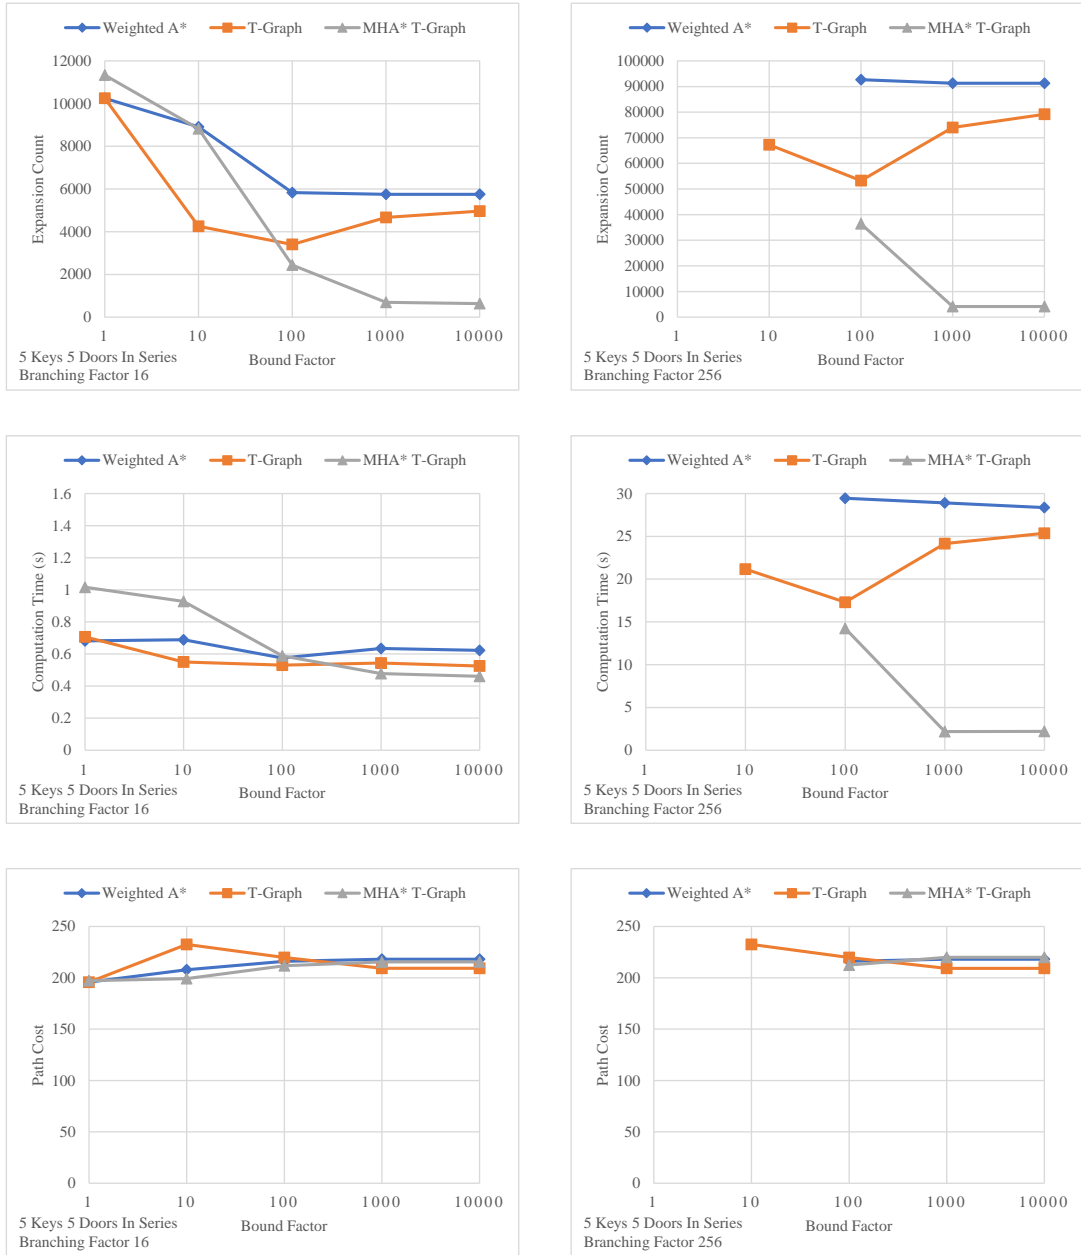 Weighted A* T-Graph MHA* T-Graph
12000
10000
8000
6000
4000
2000
0
Expansion Count
1 10 100 1000 10000
Bound Factor
5 Keys 5 Doors In Series
Branching Factor 16
Weighted A* T-Graph MHA* T-Graph
100000
90000
80000
70000
60000
50000
40000
30000
20000
10000
0
Expansion Count
1 10 100 1000 10000
Bound Factor
5 Keys 5 Doors In Series
Branching Factor 256
Weighted A* T-Graph MHA* T-Graph
1.6
1.4
1.2
1
0.8
0.6
0.4
0.2
0
Computation Time (s)
1 10 100 1000 10000
Bound Factor
5 Keys 5 Doors In Series
Branching Factor 16
Weighted A* T-Graph MHA* T-Graph
30
25
20
15
10
5
0
Computation Time (s)
1 10 100 1000 10000
Bound Factor
5 Keys 5 Doors In Series
Branching Factor 256
Weighted A* T-Graph MHA* T-Graph
250
200
150
100
50
0
Path Cost
1 10 100 1000 10000
Bound Factor
5 Keys 5 Doors In Series
Branching Factor 16
Weighted A* T-Graph MHA* T-Graph
250
200
150
100
50
0
Path Cost
1 10 100 1000 10000
Bound Factor
5 Keys 5 Doors In Series
Branching Factor 256